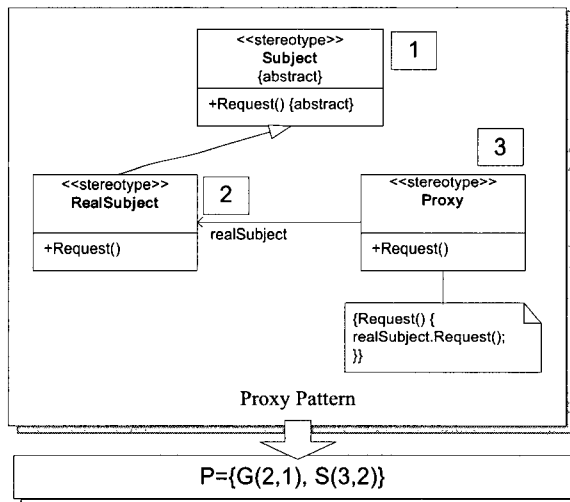 <<stereotype>>
Subject
{abstract}
+Request() {abstract}
1
<<stereotype>>
RealSubject
+Request()
2
realSubject
3
<<stereotype>>
Proxy
+Request()
{Request() {
realSubject.Request();
}}
Proxy Pattern
P={G(2,1), S(3,2)}